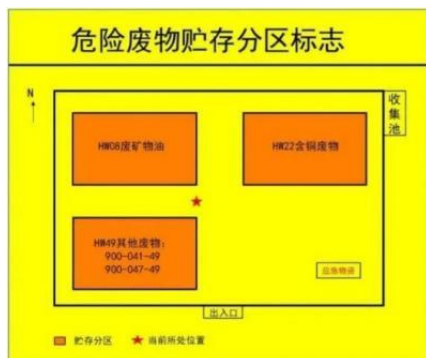 危险废物贮存分区标志
N
收集池
HW08废矿物油
HW22含铜废物
HW49其他废物:
900-041-49
900-047-49
应急物资
出入口
贮存分区
当前所处位置